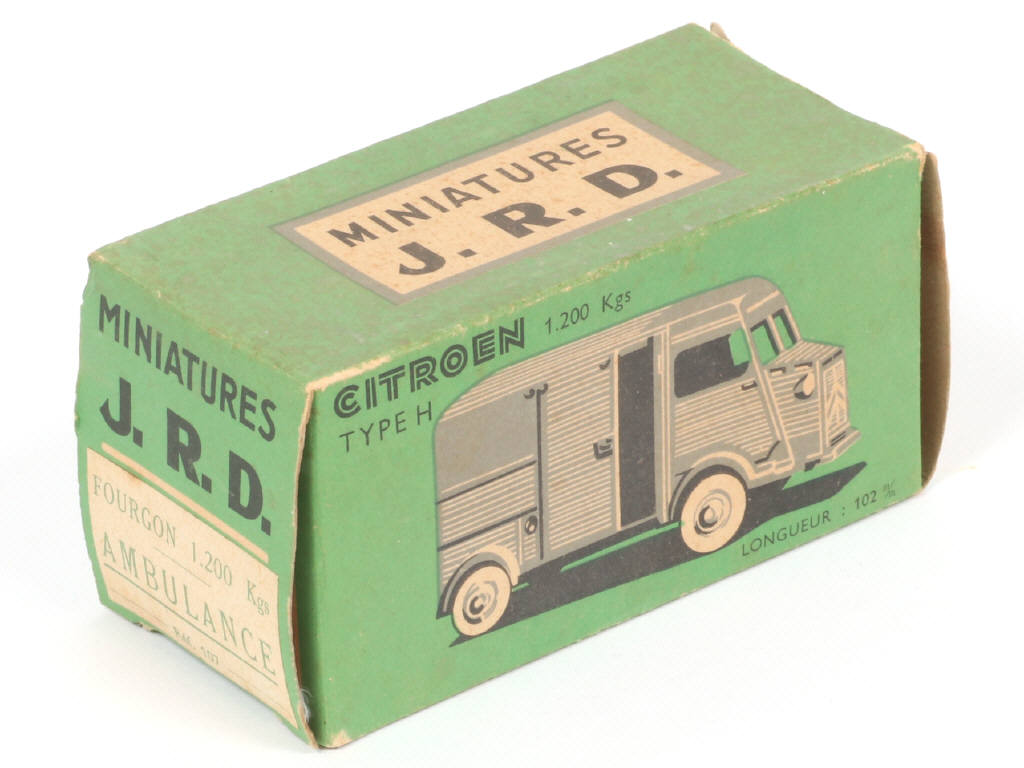 MINIATURES
J. R. D.
MINIATURES
J. R. D.
FOURGON 1.200 Kgs
AMBULANCE
CITROEN 1.200 Kgs
TYPE H
LONGUEUR : 102 m/m